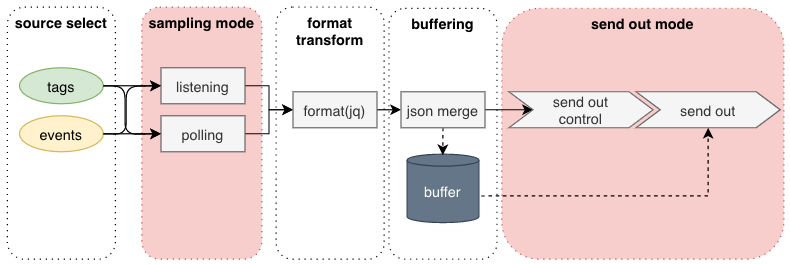 source select
sampling mode
format
transform
buffering
send out mode
tags
events
listening
polling
format(jq)
json merge
buffer
send out
control
send out